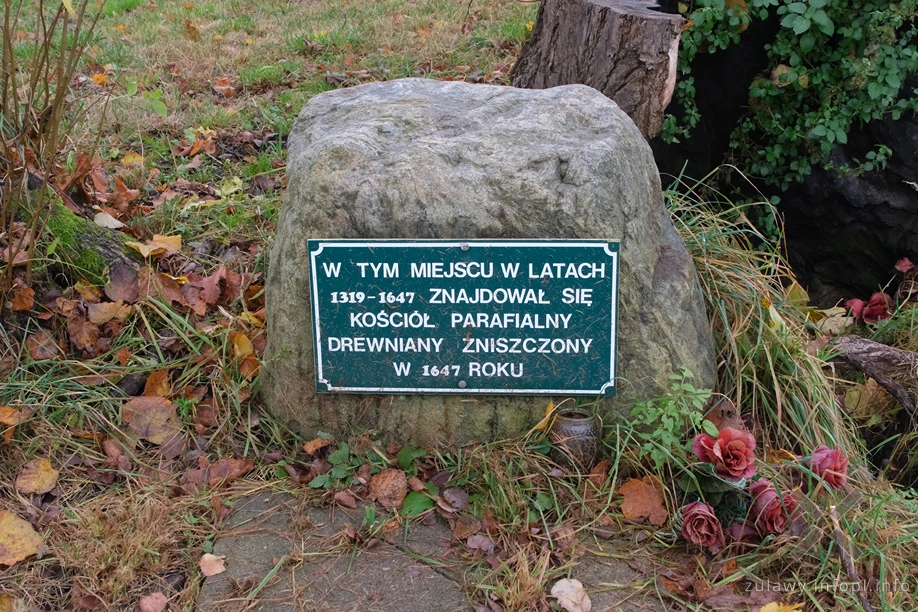 W TYM MIEJSCU W LATACH
1319-1647 ZNAJDOWAŁ SIĘ
KOŚCIÓŁ PARAFIALNY
DREWNIANY ZNISZCZONY
W 1647 ROKU
zulawy.infopl.info